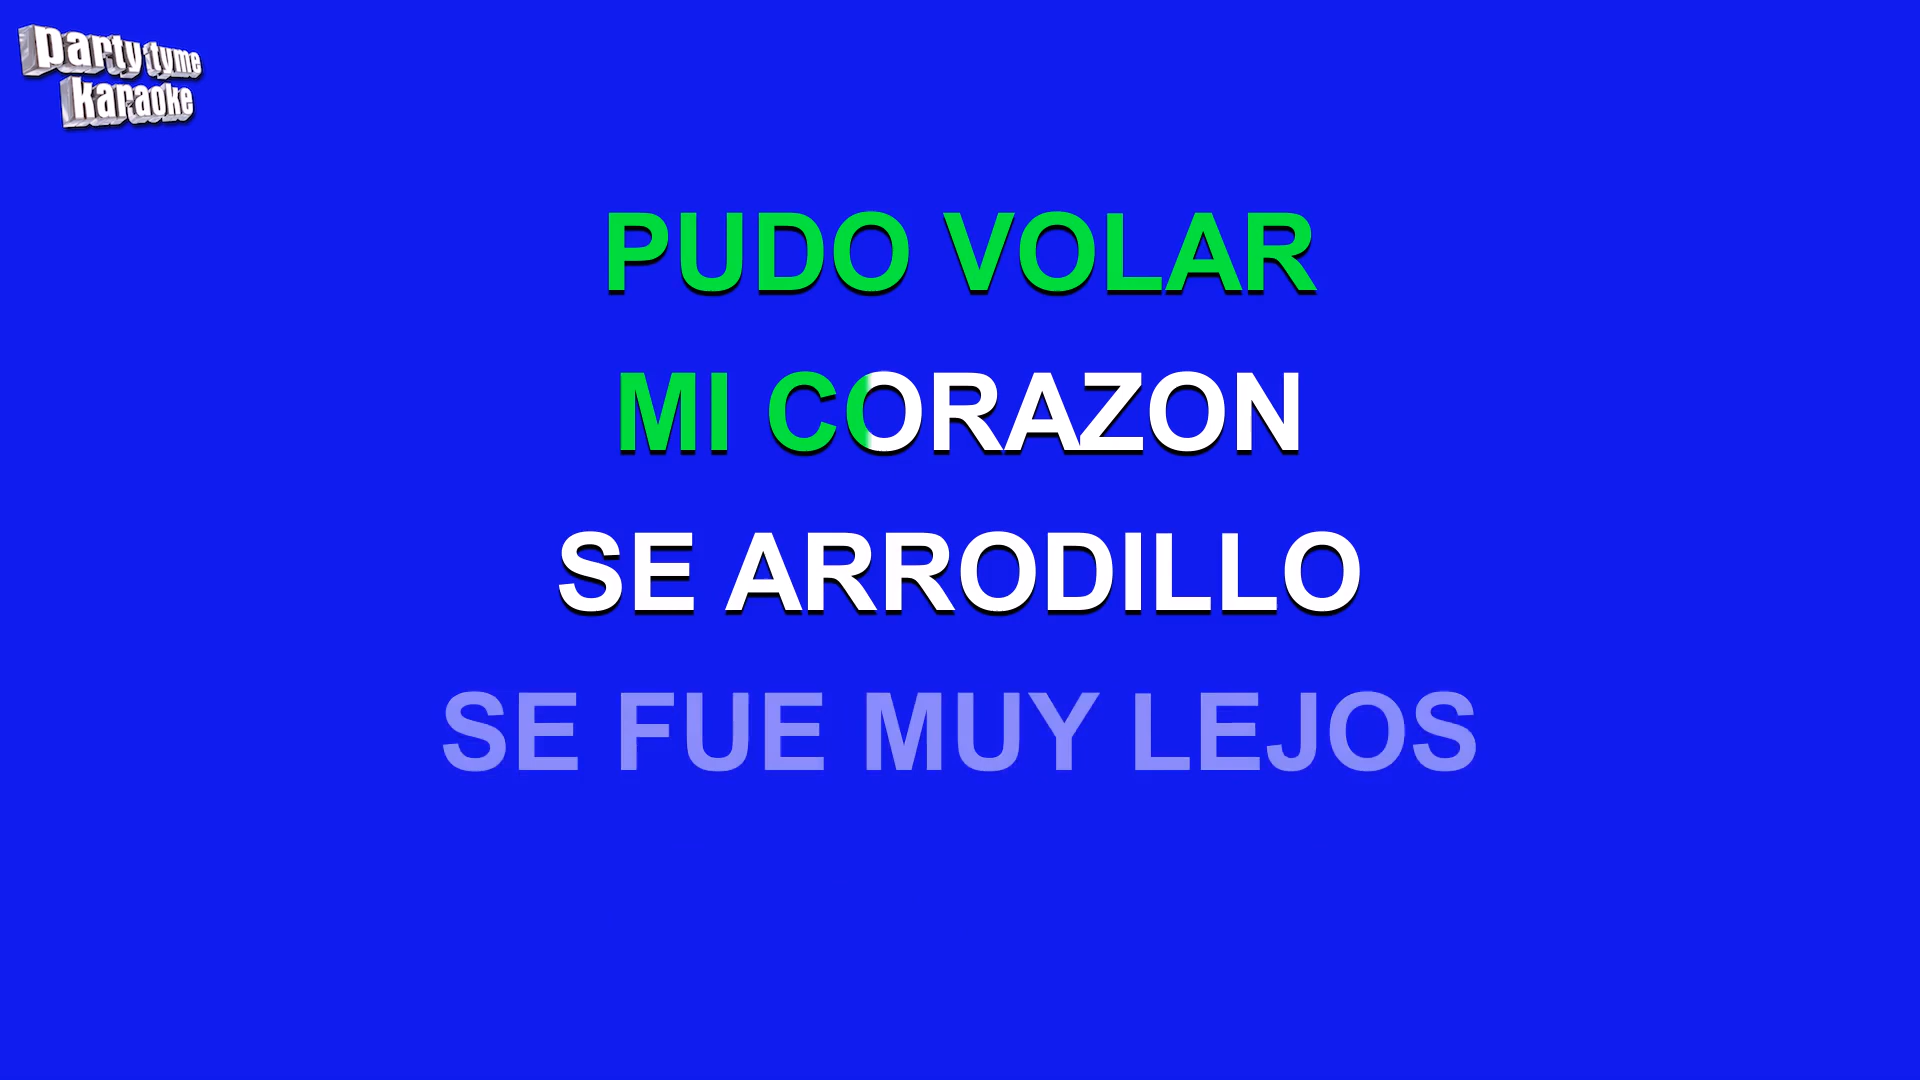 party tyme
karaoke
PUDO VOLAR
MI CORAZON
SE ARRODILLO
SE FUE MUY LEJOS